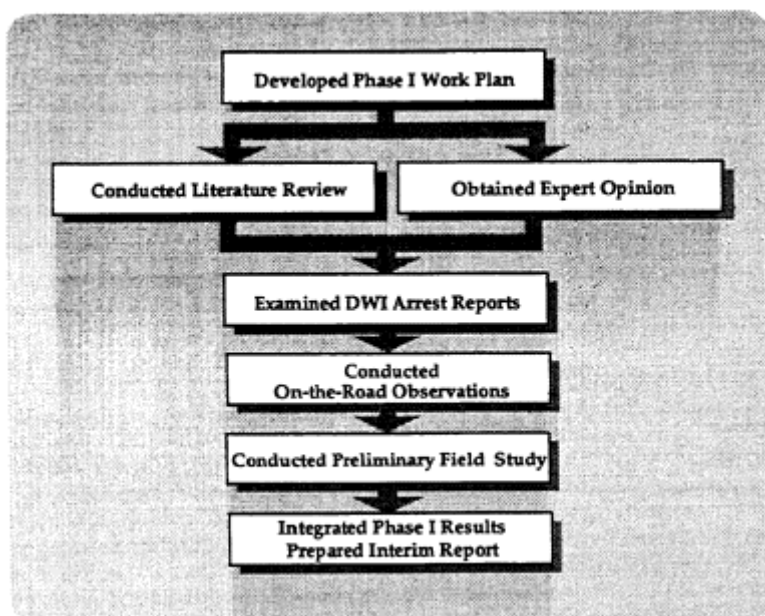 Developed Phase I Work Plan
Conducted Literature Review
Obtained Expert Opinion
Examined DWI Arrest Reports
Conducted
On-the-Road Observations
Conducted Preliminary Field Study
Integrated Phase I Results
Prepared Interim Report